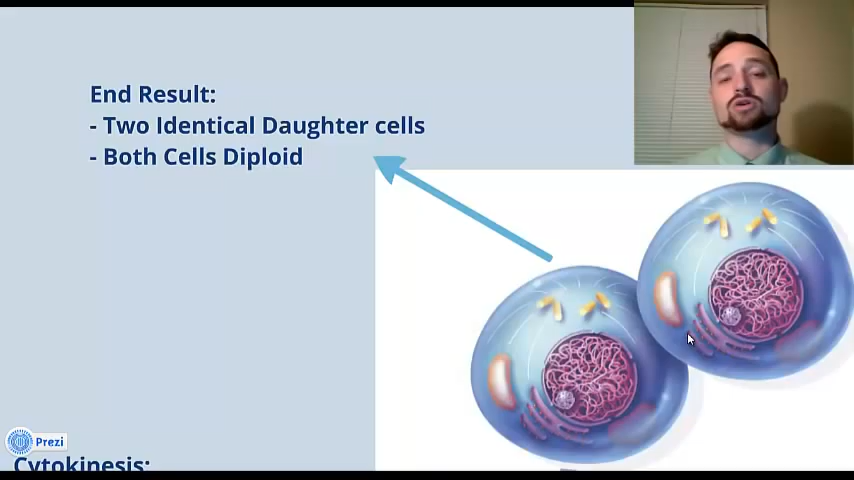 End Result:
- Two Identical Daughter cells
- Both Cells Diploid
Prezi
Cytokinesis: